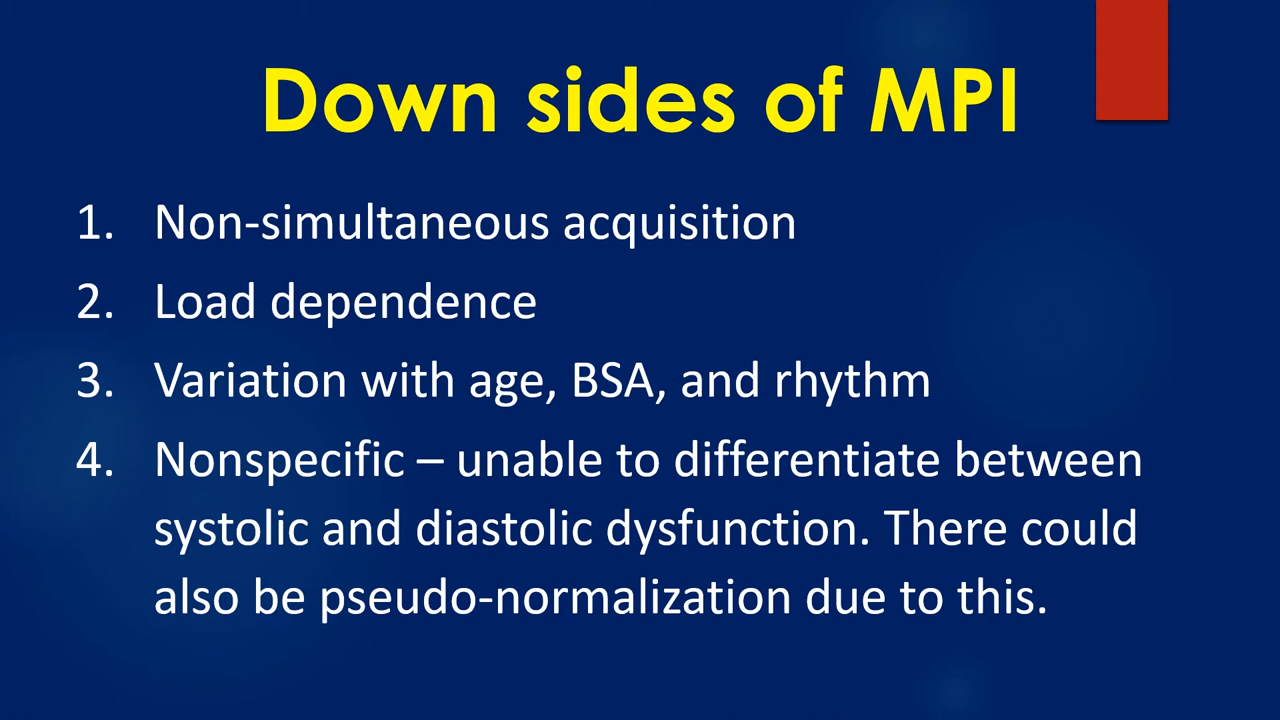 Down sides of MPI
1. Non-simultaneous acquisition
2. Load dependence
3. Variation with age, BSA, and rhythm
4. Nonspecific – unable to differentiate between
systolic and diastolic dysfunction. There could
also be pseudo-normalization due to this.